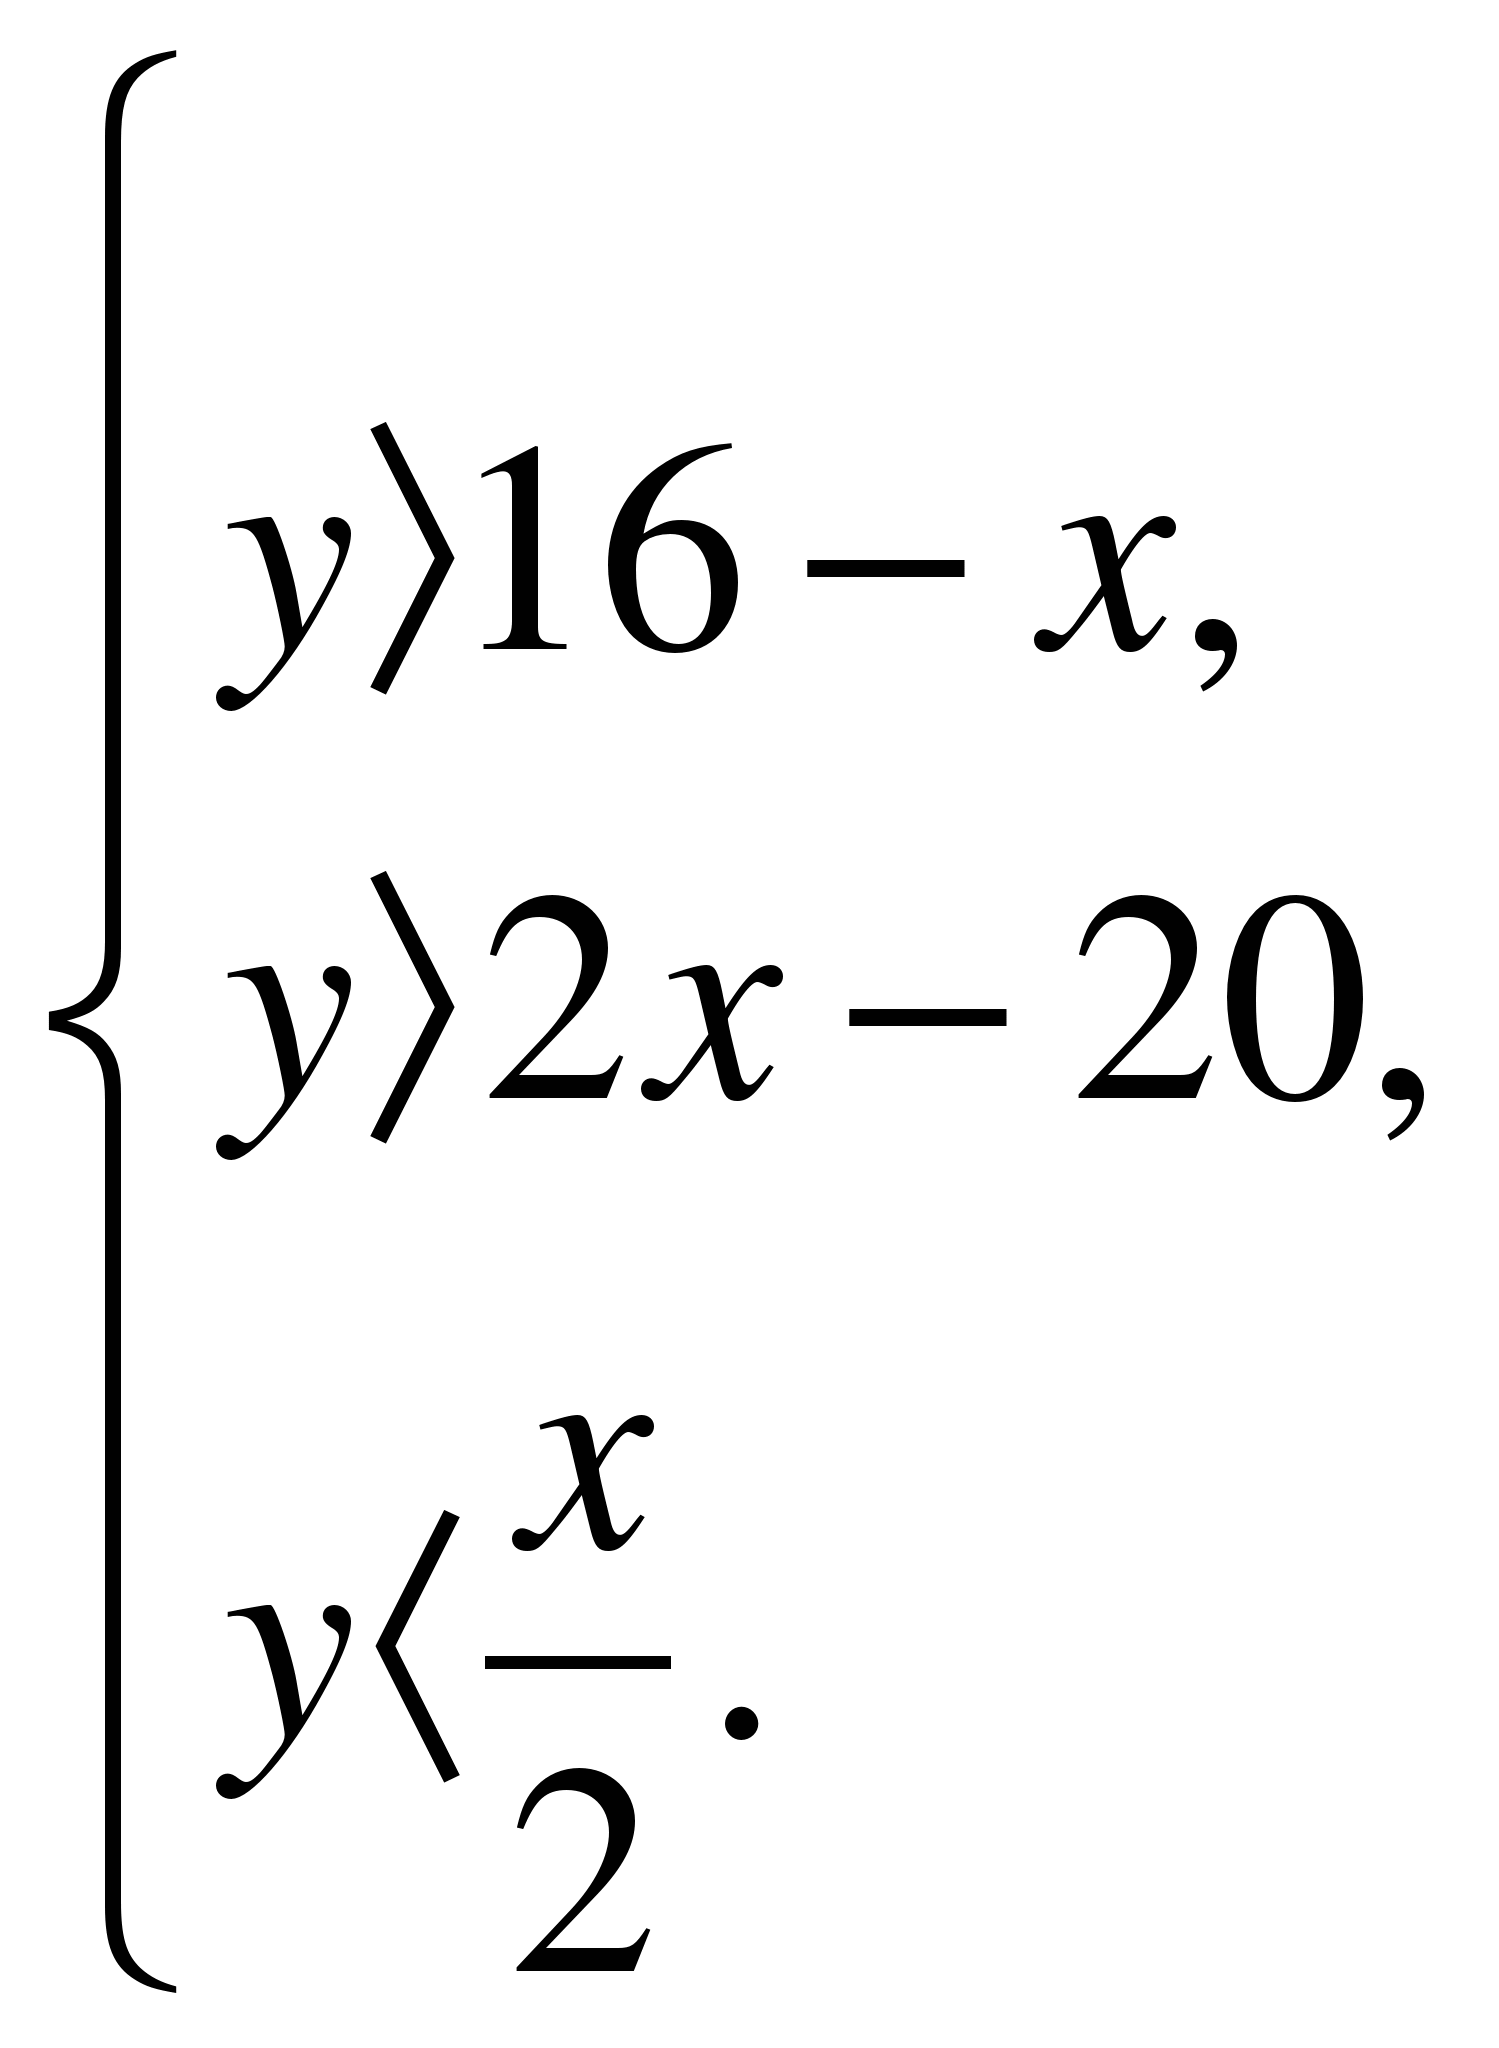 y⟩16 − x,
y⟩2x − 20,
y⟨x/2.